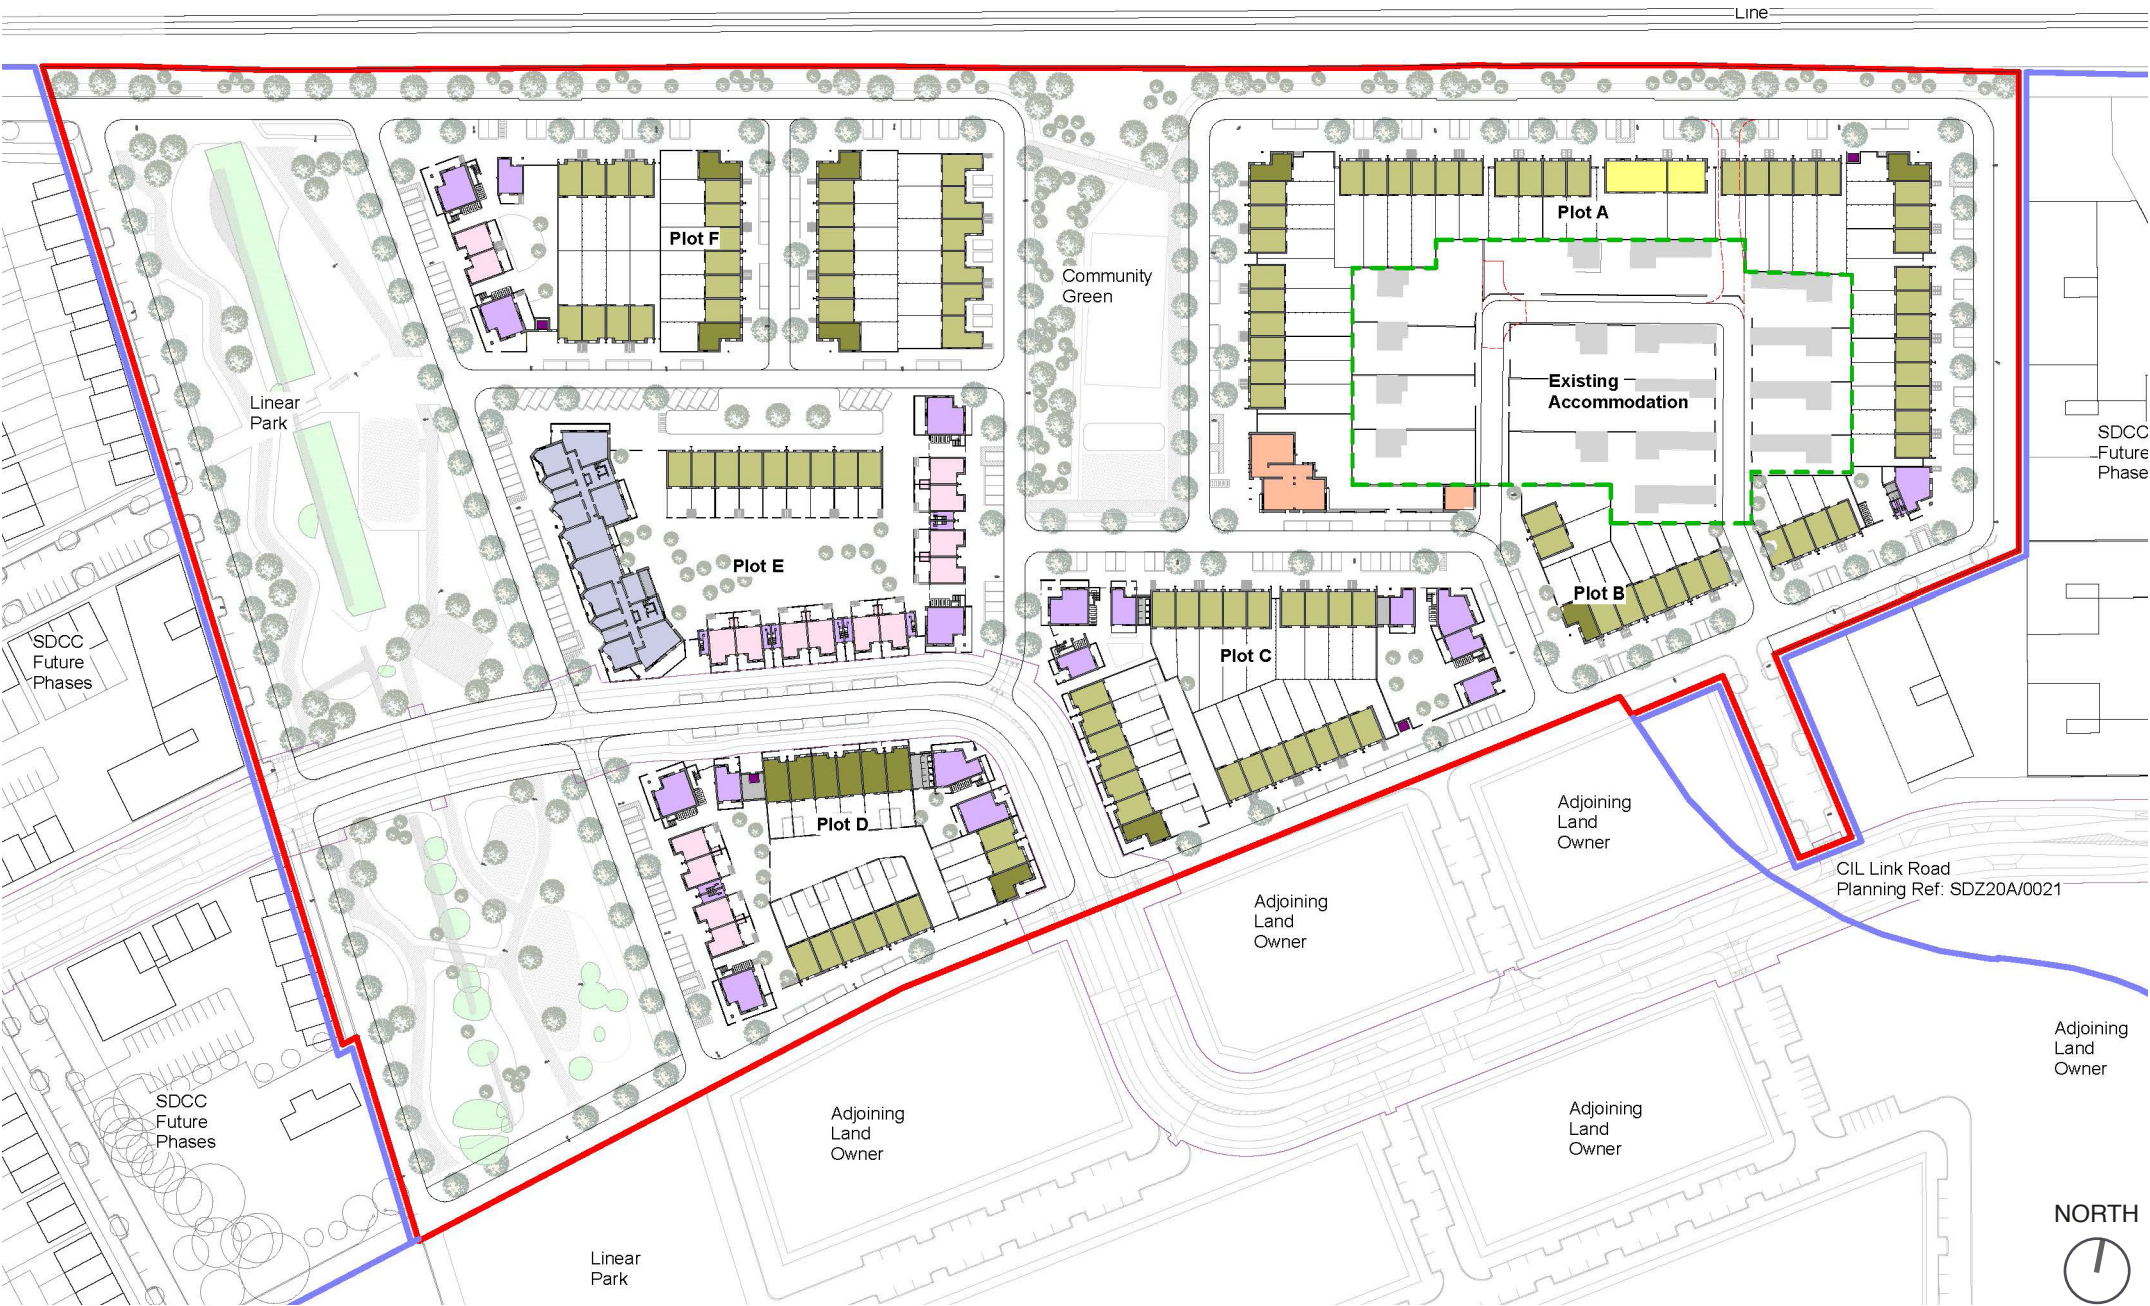 Line
Plot A
Plot F
Community
Green
Existing
Accommodation
Linear
Park
SDCC
Future
Phase
Plot E
Plot B
SDCC
Future
Phases
Plot C
Plot D
Adjoining
Land
Owner
CIL Link Road
Planning Ref: SDZ20A/0021
Adjoining
Land
Owner
Adjoining
Land
Owner
SDCC
Future
Phases
Adjoining
Land
Owner
Adjoining
Land
Owner
NORTH
Linear
Park